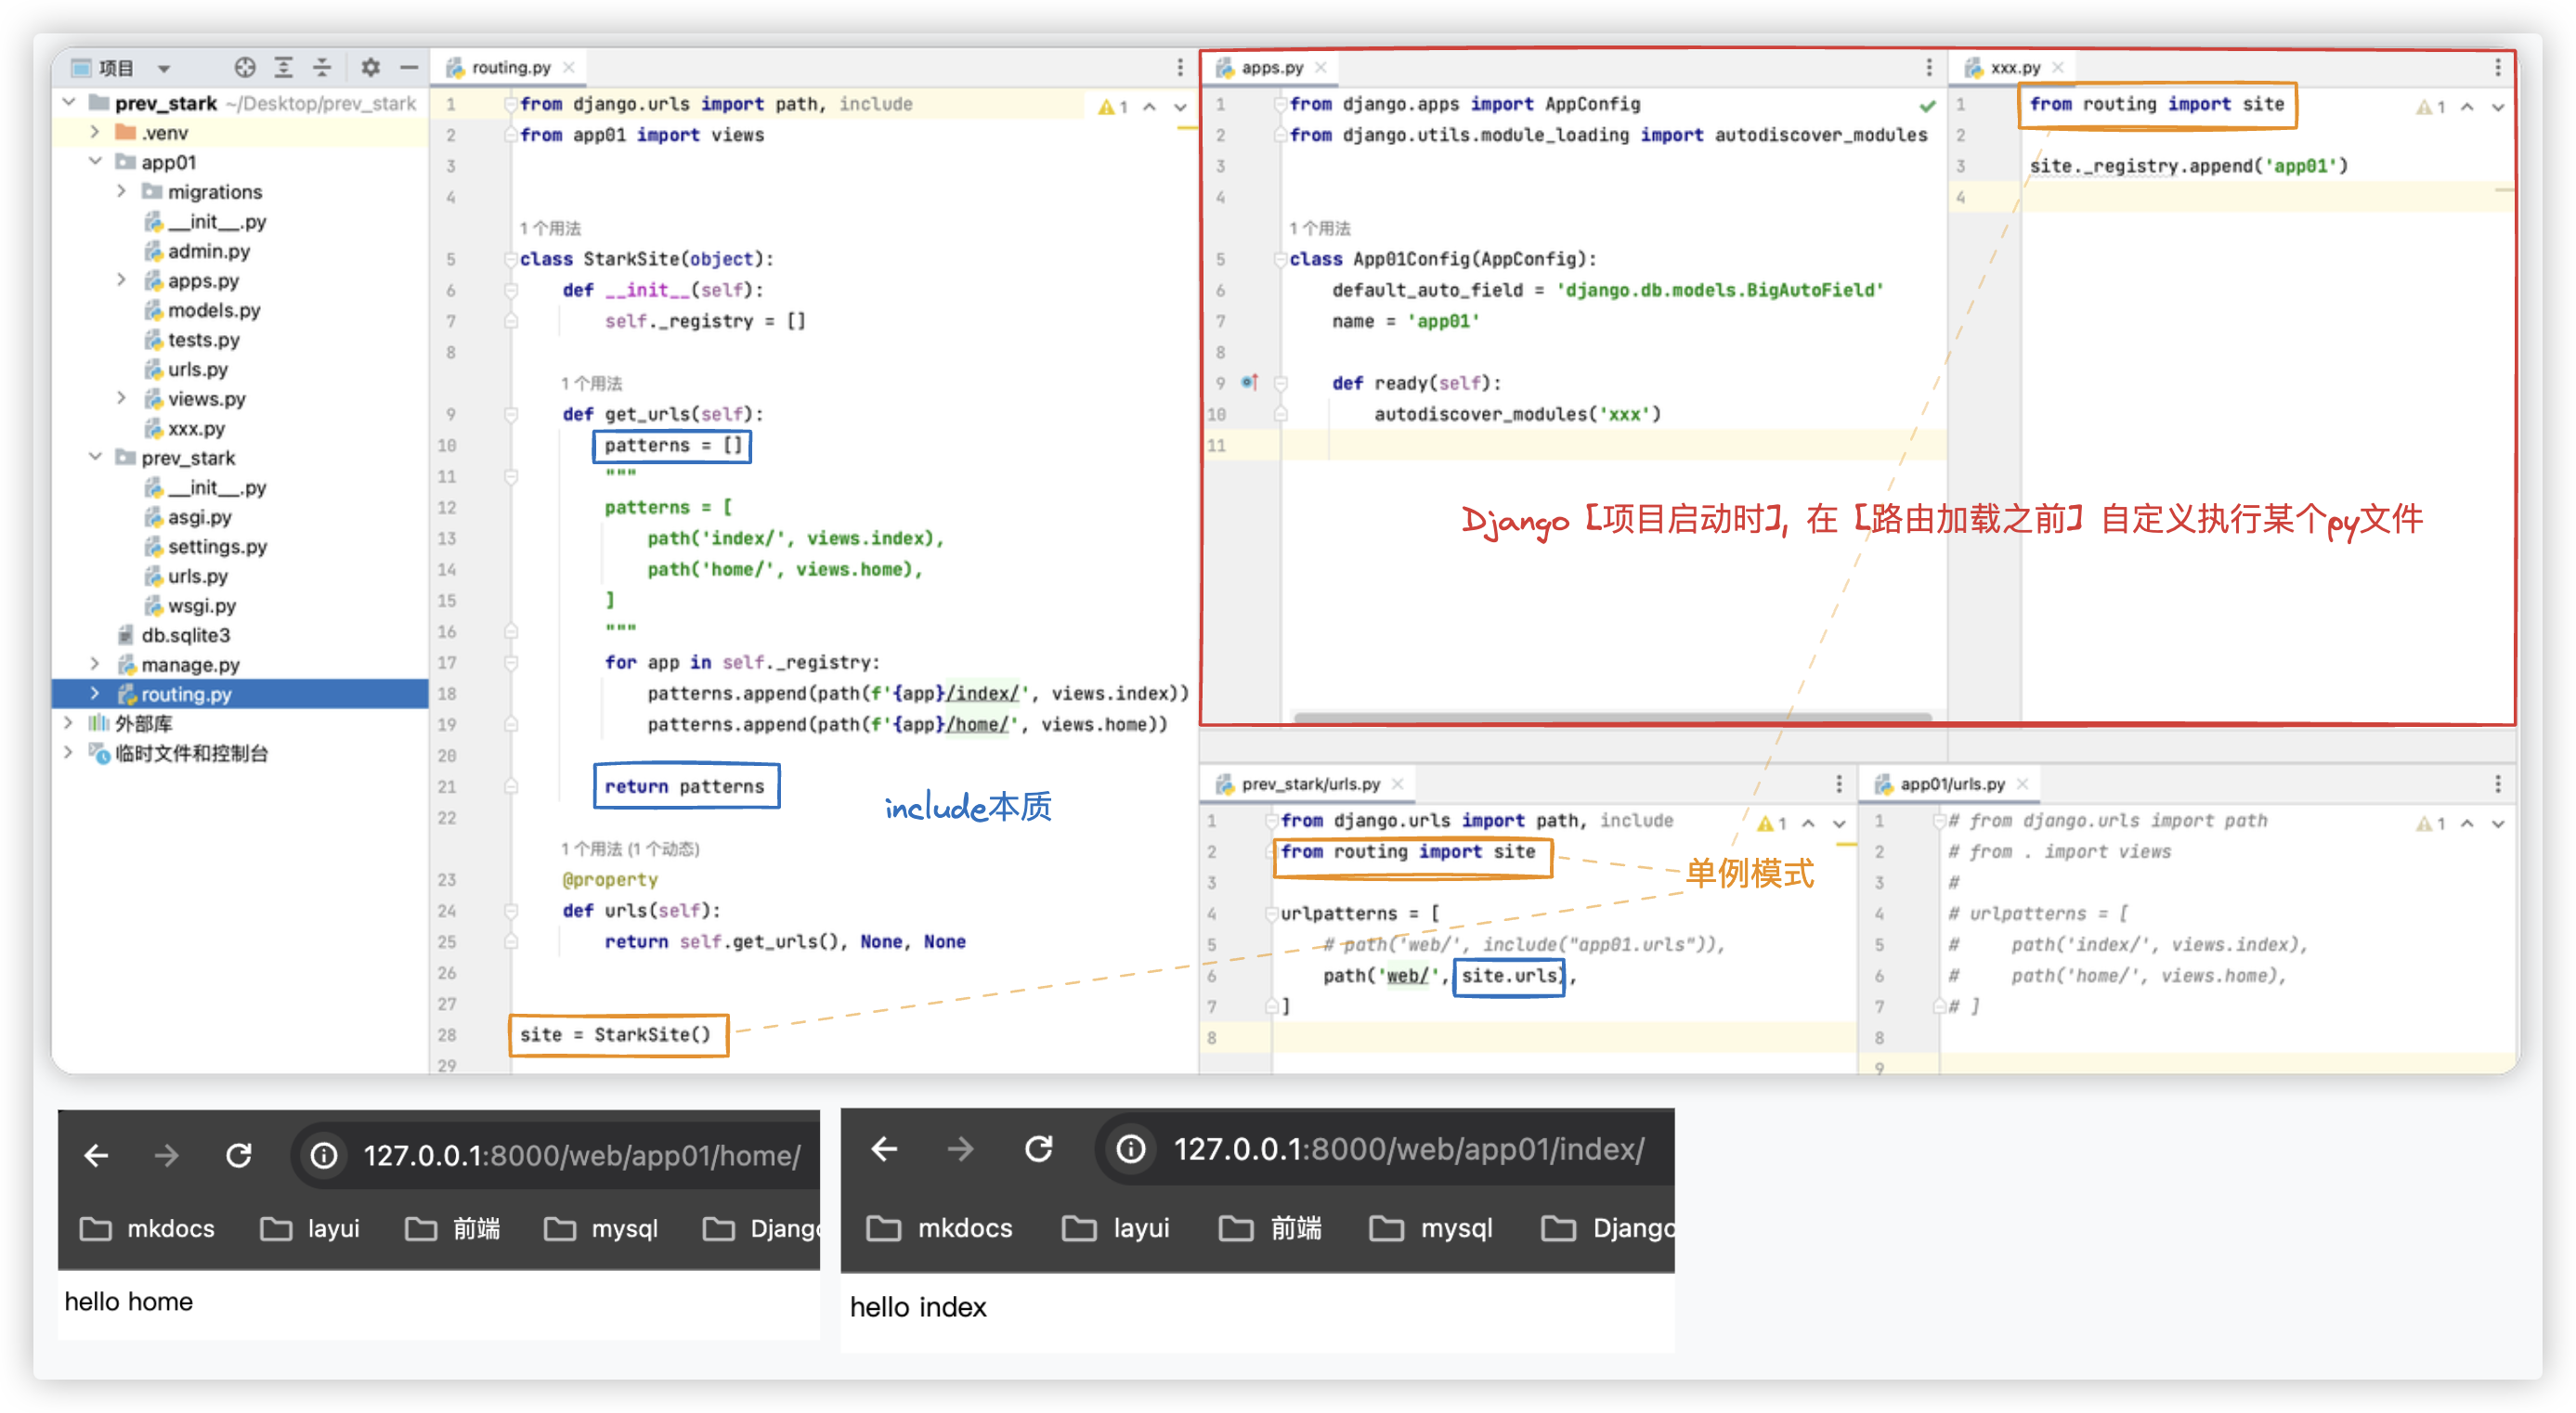 项目
prev_stark ~/Desktop/prev_stark
.venv
app01
migrations
__init__.py
admin.py
apps.py
models.py
tests.py
urls.py
views.py
xxx.py
prev_stark
__init__.py
asgi.py
settings.py
urls.py
wsgi.py
db.sqlite3
manage.py
routing.py
外部库
临时文件和控制台
routing.py
1 from django.urls import path, include
1
2 from app01 import views
3
4
1个用法
5 class StarkSite(object):
6     def __init__(self):
7         self._registry = []
8
1个用法
9     def get_urls(self):
10         patterns = []
11         """
12         patterns = [
13             path('index/', views.index),
14             path('home/', views.home),
15         ]
16         """
17         for app in self._registry:
18             patterns.append(path(f'{app}/index/', views.index))
19             patterns.append(path(f'{app}/home/', views.home))
20
21         return patterns
include本质
22
1个用法 (1个动态)
23     @property
24     def urls(self):
25         return self.get_urls(), None, None
26
27
28 site = StarkSite()
29
apps.py
1 from django.apps import AppConfig
2 from django.utils.module_loading import autodiscover_modules
3
4
1个用法
5 class App01Config(AppConfig):
6     default_auto_field = 'django.db.models.BigAutoField'
7     name = 'app01'
8
9     def ready(self):
10         autodiscover_modules('xxx')
11
xxx.py
1 from routing import site
1
2
3 site._registry.append('app01')
4
Django【项目启动时】, 在【路由加载之前】自定义执行某个py文件
prev_stark/urls.py
1 from django.urls import path, include
1
2 from routing import site
3
单例模式
4 urlpatterns = [
5     # path('web/', include("app01.urls")),
6     path('web/', site.urls),
7 ]
8
app01/urls.py
1 # from django.urls import path
1
2 # from . import views
3 #
4 # urlpatterns = [
5 #     path('index/', views.index),
6 #     path('home/', views.home),
7 # ]
8
9
127.0.0.1:8000/web/app01/home/
mkdocs layui 前端 mysql Django
hello home
127.0.0.1:8000/web/app01/index/
mkdocs layui 前端 mysql Django
hello index